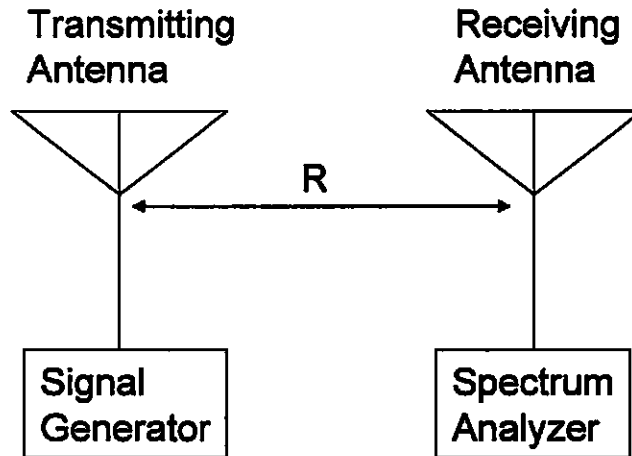 Transmitting
Antenna
Receiving
Antenna
R
Signal
Generator
Spectrum
Analyzer